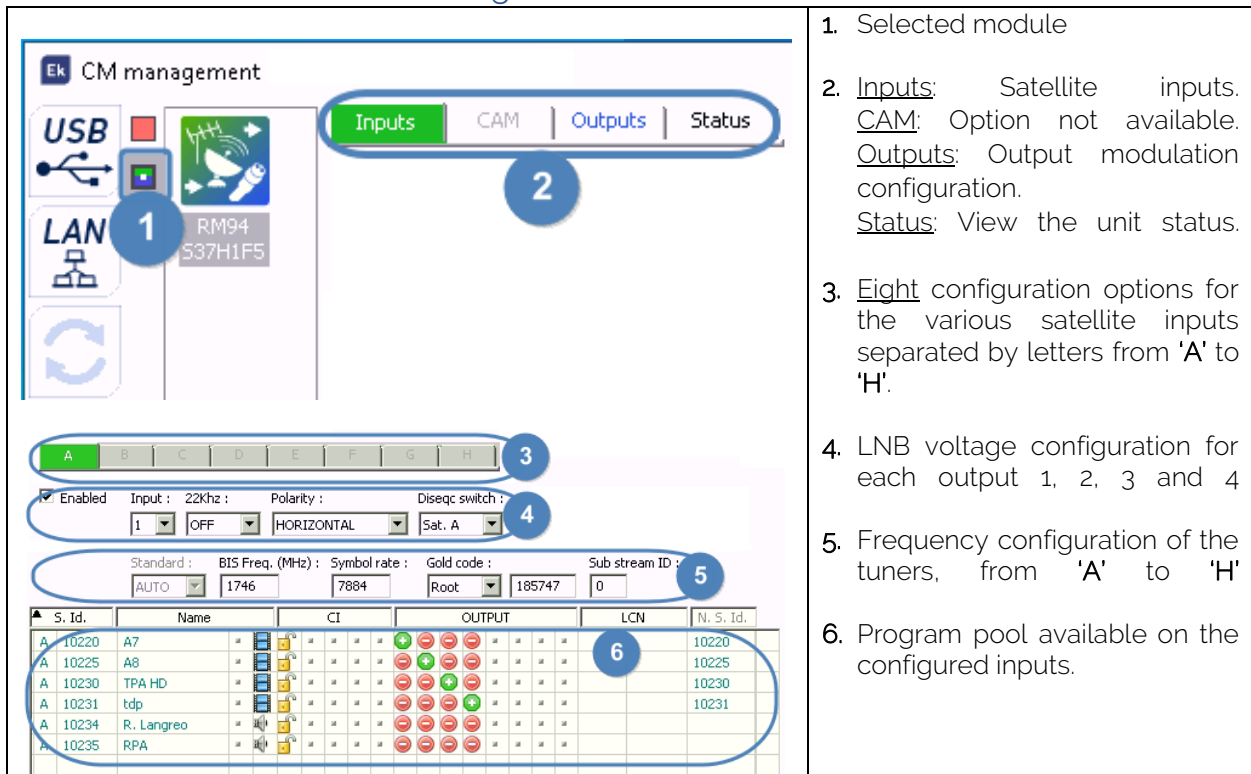 Ek CM management
USB
LAN
1
RM94
S37H1F5
Inputs CAM Outputs Status
2
A B C D E F G H
3
Enabled Input : 22Khz : Polarity : Diseqc switch :
1 OFF HORIZONTAL Sat. A
4
Standard : BIS Freq. (MHz) : Symbol rate : Gold code : Sub stream ID :
AUTO 1746 7884 Root 185747 0
5
S. Id. Name CI OUTPUT LCN N. S. Id.
A 10220 A7 10220
A 10225 A8 10225
A 10230 TPA HD 10230
A 10231 tdp 10231
A 10234 R. Langreo
A 10235 RPA
6
1. Selected module
2. Inputs: Satellite inputs.
CAM: Option not available.
Outputs: Output modulation
configuration.
Status: View the unit status.
3. Eight configuration options for
the various satellite inputs
separated by letters from 'A' to
'H'.
4. LNB voltage configuration for
each output 1, 2, 3 and 4
5. Frequency configuration of the
tuners, from 'A' to 'H'
6. Program pool available on the
configured inputs.